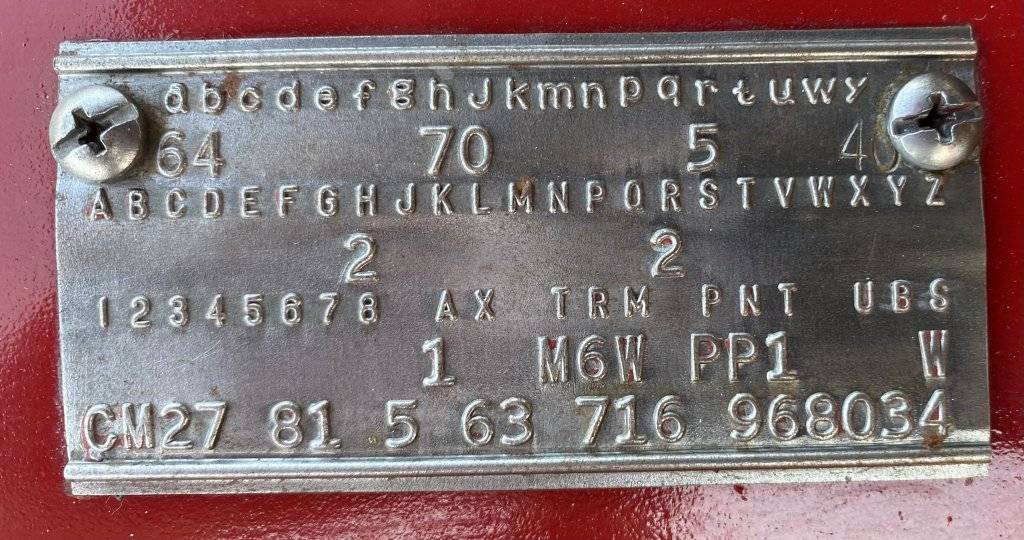 abcdefghJkmnpqrtuwy
64 70 5 40
ABCDEFGHJKLMNPQRSTVWXYZ
2 2
12345678 AX TRM PNT UBS
1 M6W PP1 W
CM27 81 5 63 716 968034